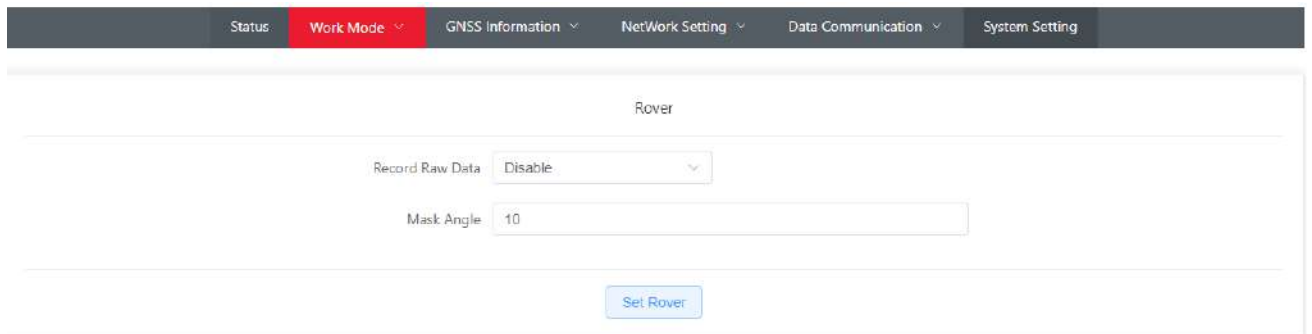 Status Work Mode GNSS Information NetWork Setting Data Communication System Setting
Rover
Record Raw Data Disable
Mask Angle 10
Set Rover